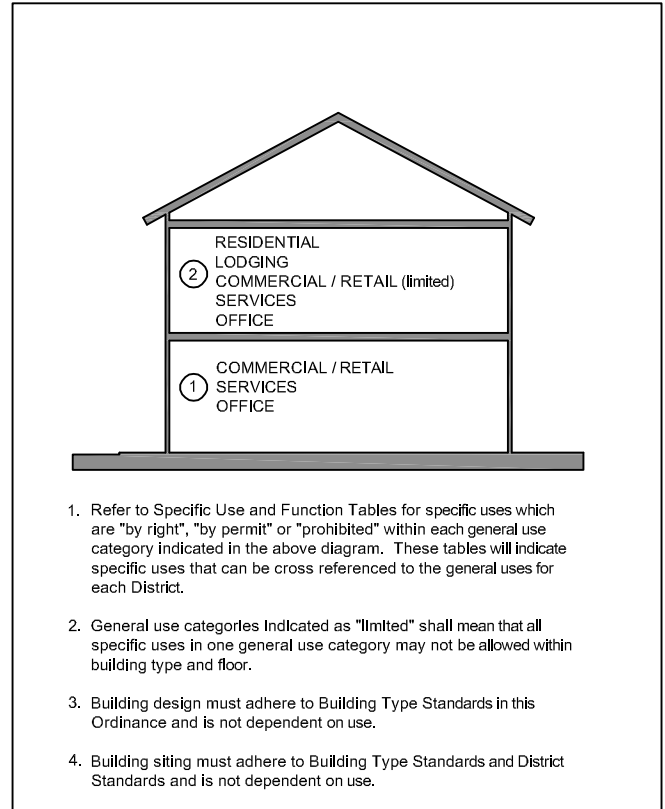 RESIDENTIAL
LODGING
2 COMMERCIAL / RETAIL (limited)
SERVICES
OFFICE
COMMERCIAL / RETAIL
1 SERVICES
OFFICE
1. Refer to Specific Use and Function Tables for specific uses which
are "by right", "by permit" or "prohibited" within each general use
category indicated in the above diagram. These tables will indicate
specific uses that can be cross referenced to the general uses for
each District.
2. General use categories indicated as "limited" shall mean that all
specific uses in one general use category may not be allowed within
building type and floor.
3. Building design must adhere to Building Type Standards in this
Ordinance and is not dependent on use.
4. Building siting must adhere to Building Type Standards and District
Standards and is not dependent on use.